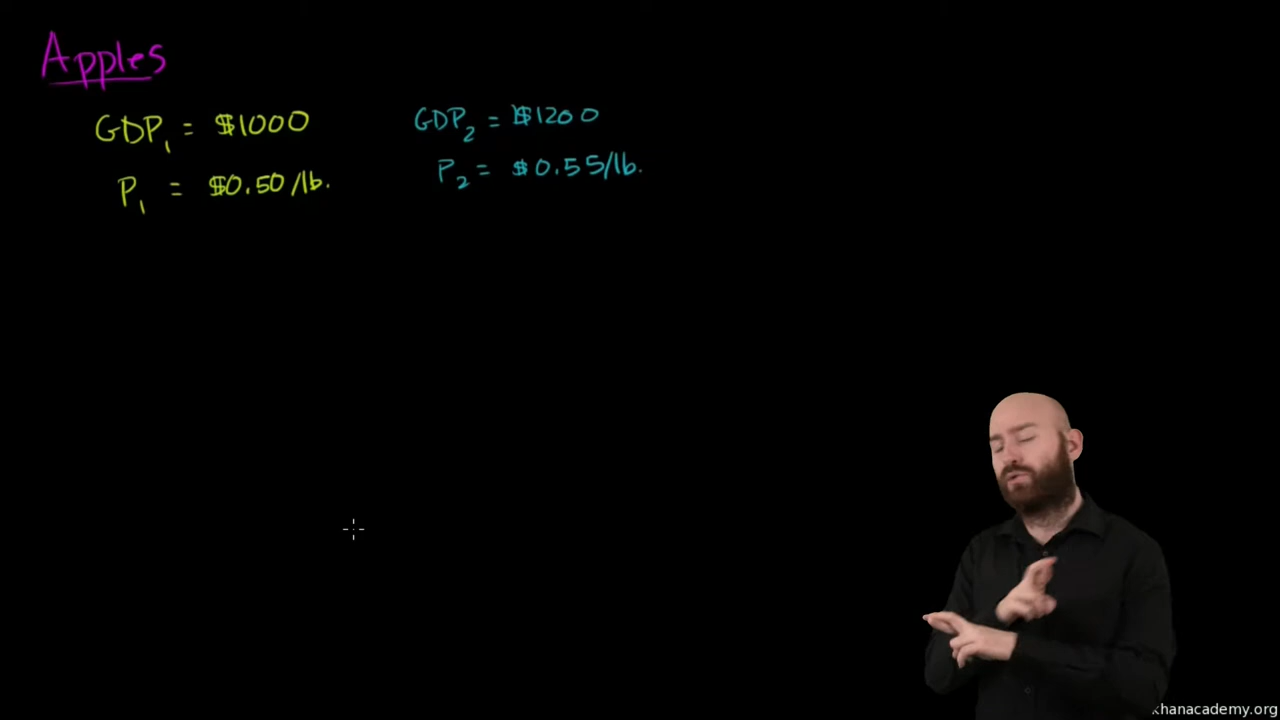 Apples
GDP₁ = $1000
P₁ = $0.50/lb.
GDP₂ = $1200
P₂ = $0.55/lb.
khanacademy.org